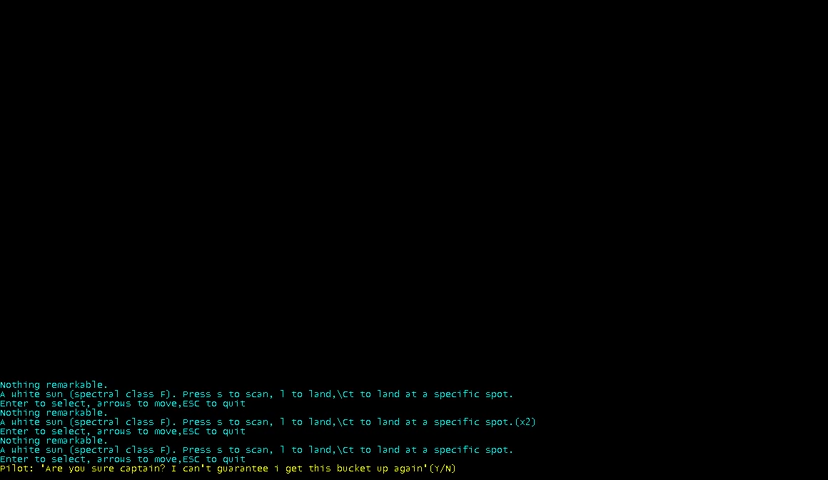 Nothing remarkable.
A white sun (spectral class F). Press s to scan, l to land,\Ct to land at a specific spot.
Enter to select, arrows to move,ESC to quit
Nothing remarkable.
A white sun (spectral class F). Press s to scan, l to land,\Ct to land at a specific spot.(x2)
Enter to select, arrows to move,ESC to quit
Nothing remarkable.
A white sun (spectral class F). Press s to scan, l to land,\Ct to land at a specific spot.
Enter to select, arrows to move,ESC to quit
Pilot: 'Are you sure captain? I can't guarantee i get this bucket up again'(Y/N)